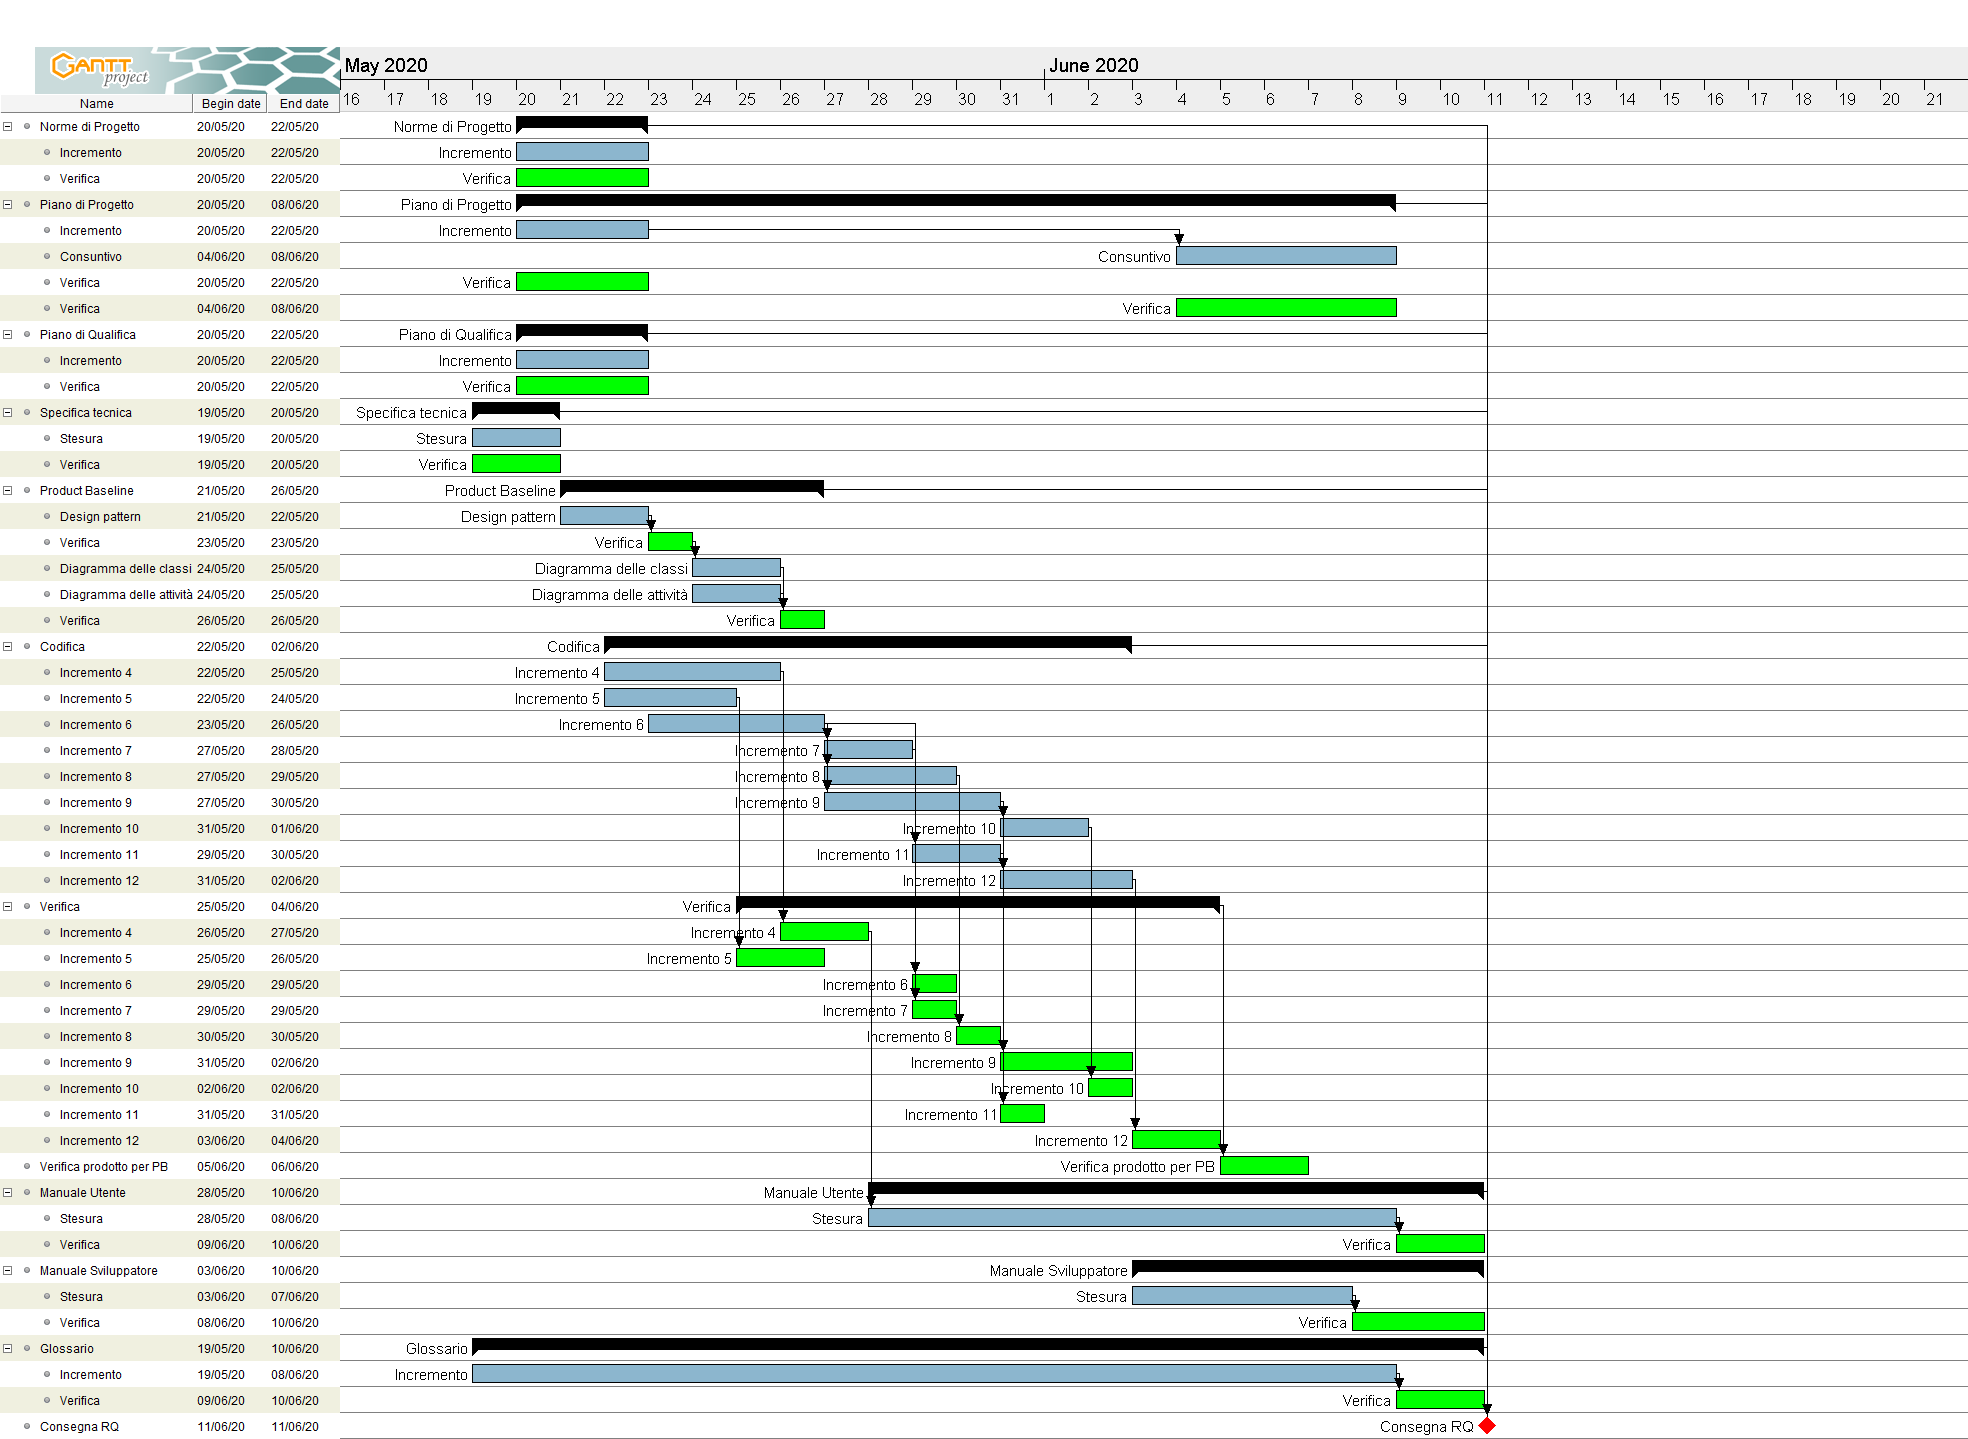 GANTT
project
May 2020
June 2020
Name Begin date End date 16 17 18 19 20 21 22 23 24 25 26 27 28 29 30 31 1 2 3 4 5 6 7 8 9 10 11 12 13 14 15 16 17 18 19 20 21
Norme di Progetto 20/05/20 22/05/20 Norme di Progetto
Incremento 20/05/20 22/05/20 Incremento
Verifica 20/05/20 22/05/20 Verifica
Piano di Progetto 20/05/20 08/06/20 Piano di Progetto
Incremento 20/05/20 22/05/20 Incremento
Consuntivo 04/06/20 08/06/20 Consuntivo
Verifica 20/05/20 22/05/20 Verifica
Verifica 04/06/20 08/06/20 Verifica
Piano di Qualifica 20/05/20 22/05/20 Piano di Qualifica
Incremento 20/05/20 22/05/20 Incremento
Verifica 20/05/20 22/05/20 Verifica
Specifica tecnica 19/05/20 20/05/20 Specifica tecnica
Stesura 19/05/20 20/05/20 Stesura
Verifica 19/05/20 20/05/20 Verifica
Product Baseline 21/05/20 26/05/20 Product Baseline
Design pattern 21/05/20 22/05/20 Design pattern
Verifica 23/05/20 23/05/20 Verifica
Diagramma delle classi 24/05/20 25/05/20 Diagramma delle classi
Diagramma delle attività 24/05/20 25/05/20 Diagramma delle attività
Verifica 26/05/20 26/05/20 Verifica
Codifica 22/05/20 02/06/20 Codifica
Incremento 4 22/05/20 25/05/20 Incremento 4
Incremento 5 22/05/20 24/05/20 Incremento 5
Incremento 6 23/05/20 26/05/20 Incremento 6
Incremento 7 27/05/20 28/05/20 Incremento 7
Incremento 8 27/05/20 29/05/20 Incremento 8
Incremento 9 27/05/20 30/05/20 Incremento 9
Incremento 10 31/05/20 01/06/20 Incremento 10
Incremento 11 29/05/20 30/05/20 Incremento 11
Incremento 12 31/05/20 02/06/20 Incremento 12
Verifica 25/05/20 04/06/20 Verifica
Incremento 4 26/05/20 27/05/20 Incremento 4
Incremento 5 25/05/20 26/05/20 Incremento 5
Incremento 6 29/05/20 29/05/20 Incremento 6
Incremento 7 29/05/20 29/05/20 Incremento 7
Incremento 8 30/05/20 30/05/20 Incremento 8
Incremento 9 31/05/20 02/06/20 Incremento 9
Incremento 10 02/06/20 02/06/20 Incremento 10
Incremento 11 31/05/20 31/05/20 Incremento 11
Incremento 12 03/06/20 04/06/20 Incremento 12
Verifica prodotto per PB 05/06/20 06/06/20 Verifica prodotto per PB
Manuale Utente 28/05/20 10/06/20 Manuale Utente
Stesura 28/05/20 08/06/20 Stesura
Verifica 09/06/20 10/06/20 Verifica
Manuale Sviluppatore 03/06/20 10/06/20 Manuale Sviluppatore
Stesura 03/06/20 07/06/20 Stesura
Verifica 08/06/20 10/06/20 Verifica
Glossario 19/05/20 10/06/20 Glossario
Incremento 19/05/20 08/06/20 Incremento
Verifica 09/06/20 10/06/20 Verifica
Consegna RQ 11/06/20 11/06/20 Consegna RQ